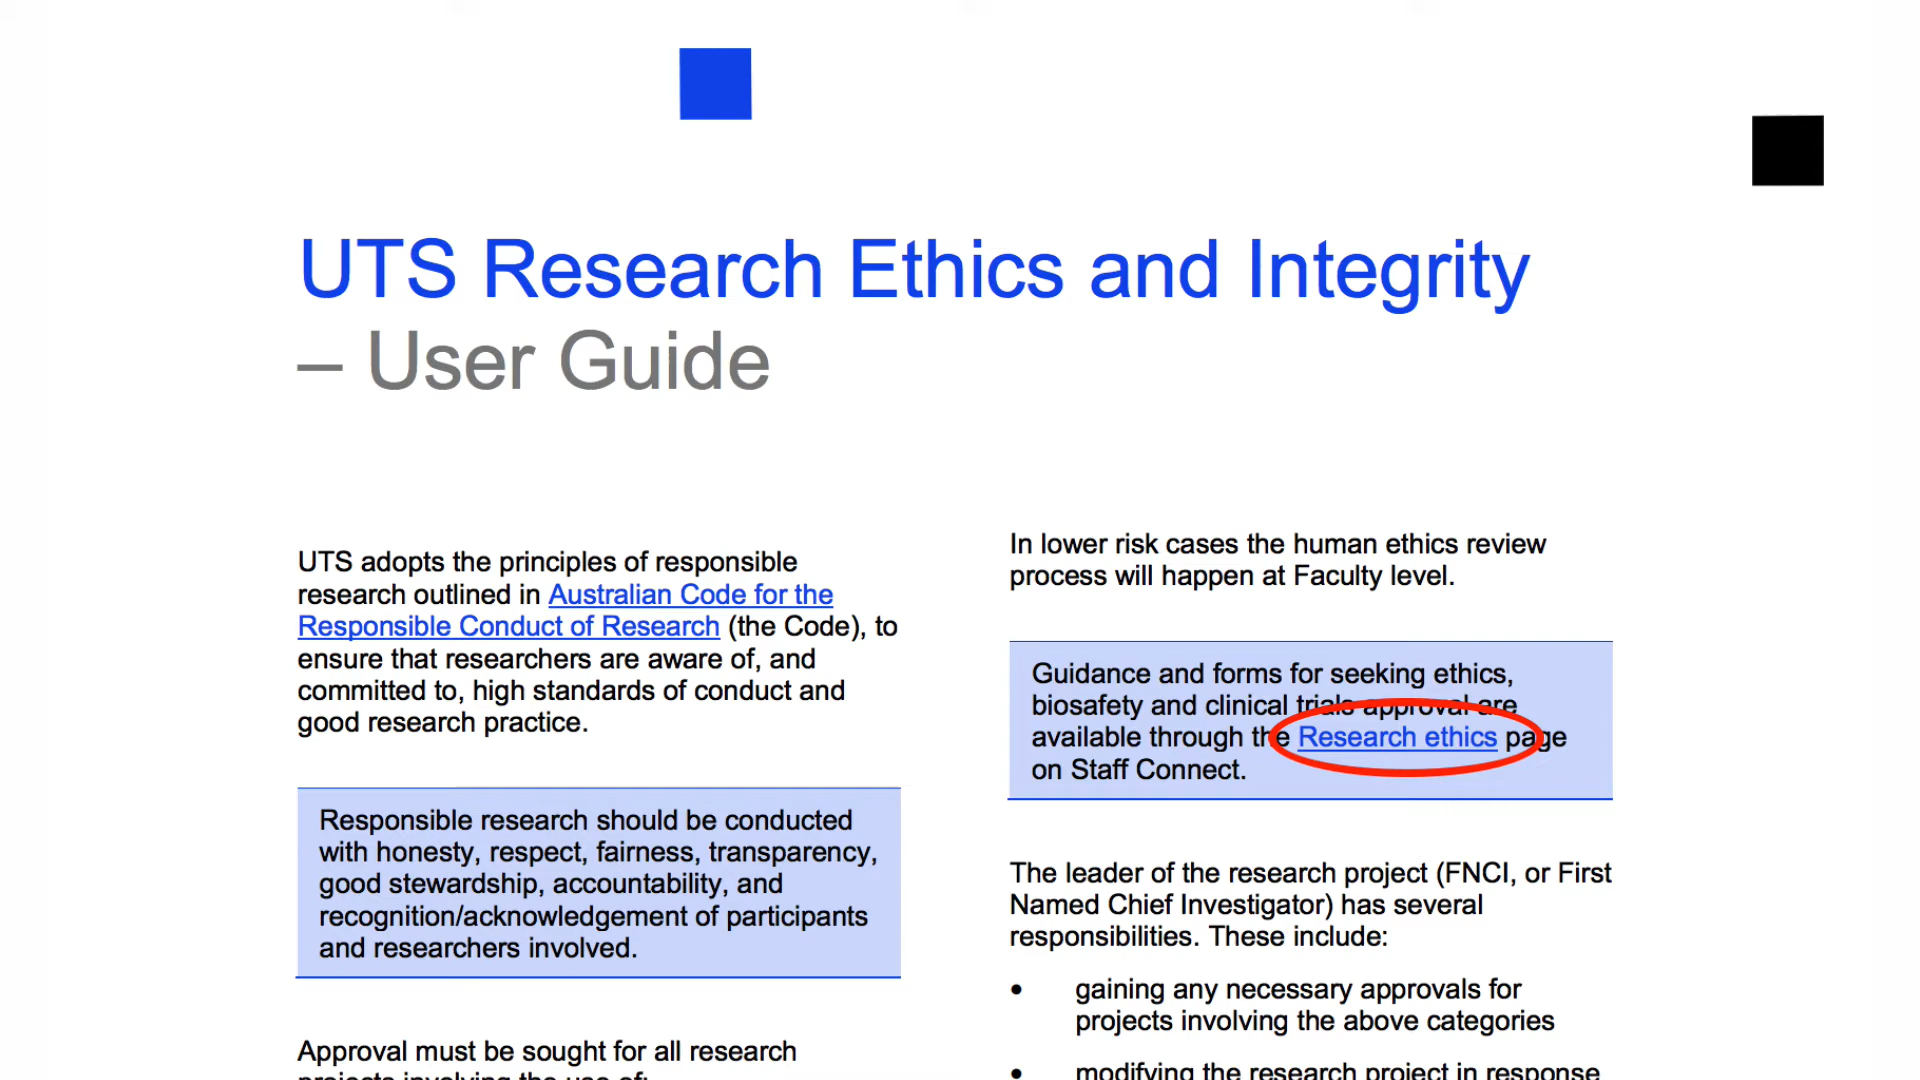 UTS Research Ethics and Integrity
– User Guide
UTS adopts the principles of responsible
research outlined in Australian Code for the
Responsible Conduct of Research (the Code), to
ensure that researchers are aware of, and
committed to, high standards of conduct and
good research practice.
Responsible research should be conducted
with honesty, respect, fairness, transparency,
good stewardship, accountability, and
recognition/acknowledgement of participants
and researchers involved.
Approval must be sought for all research
projects involving the use of:
In lower risk cases the human ethics review
process will happen at Faculty level.
Guidance and forms for seeking ethics,
biosafety and clinical trials approval are
available through the Research ethics page
on Staff Connect.
The leader of the research project (FNCI, or First
Named Chief Investigator) has several
responsibilities. These include:
• gaining any necessary approvals for
projects involving the above categories
• modifying the research project in response